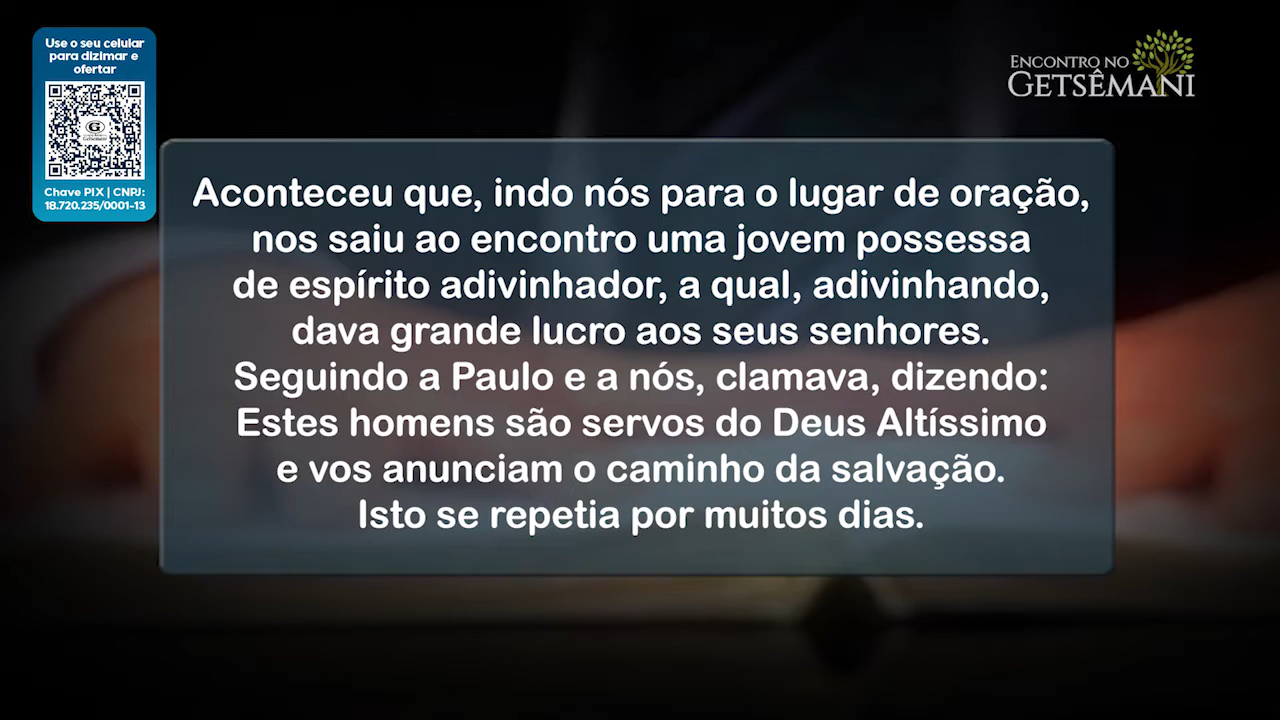 Use o seu celular
para dizimar e
ofertar
Chave PIX | CNPJ:
18.720.235/0001-13
ENCONTRO NO
GETSÊMANI
Aconteceu que, indo nós para o lugar de oração,
nos saiu ao encontro uma jovem possessa
de espírito adivinhador, a qual, adivinhando,
dava grande lucro aos seus senhores.
Seguindo a Paulo e a nós, clamava, dizendo:
Estes homens são servos do Deus Altíssimo
e vos anunciam o caminho da salvação.
Isto se repetia por muitos dias.